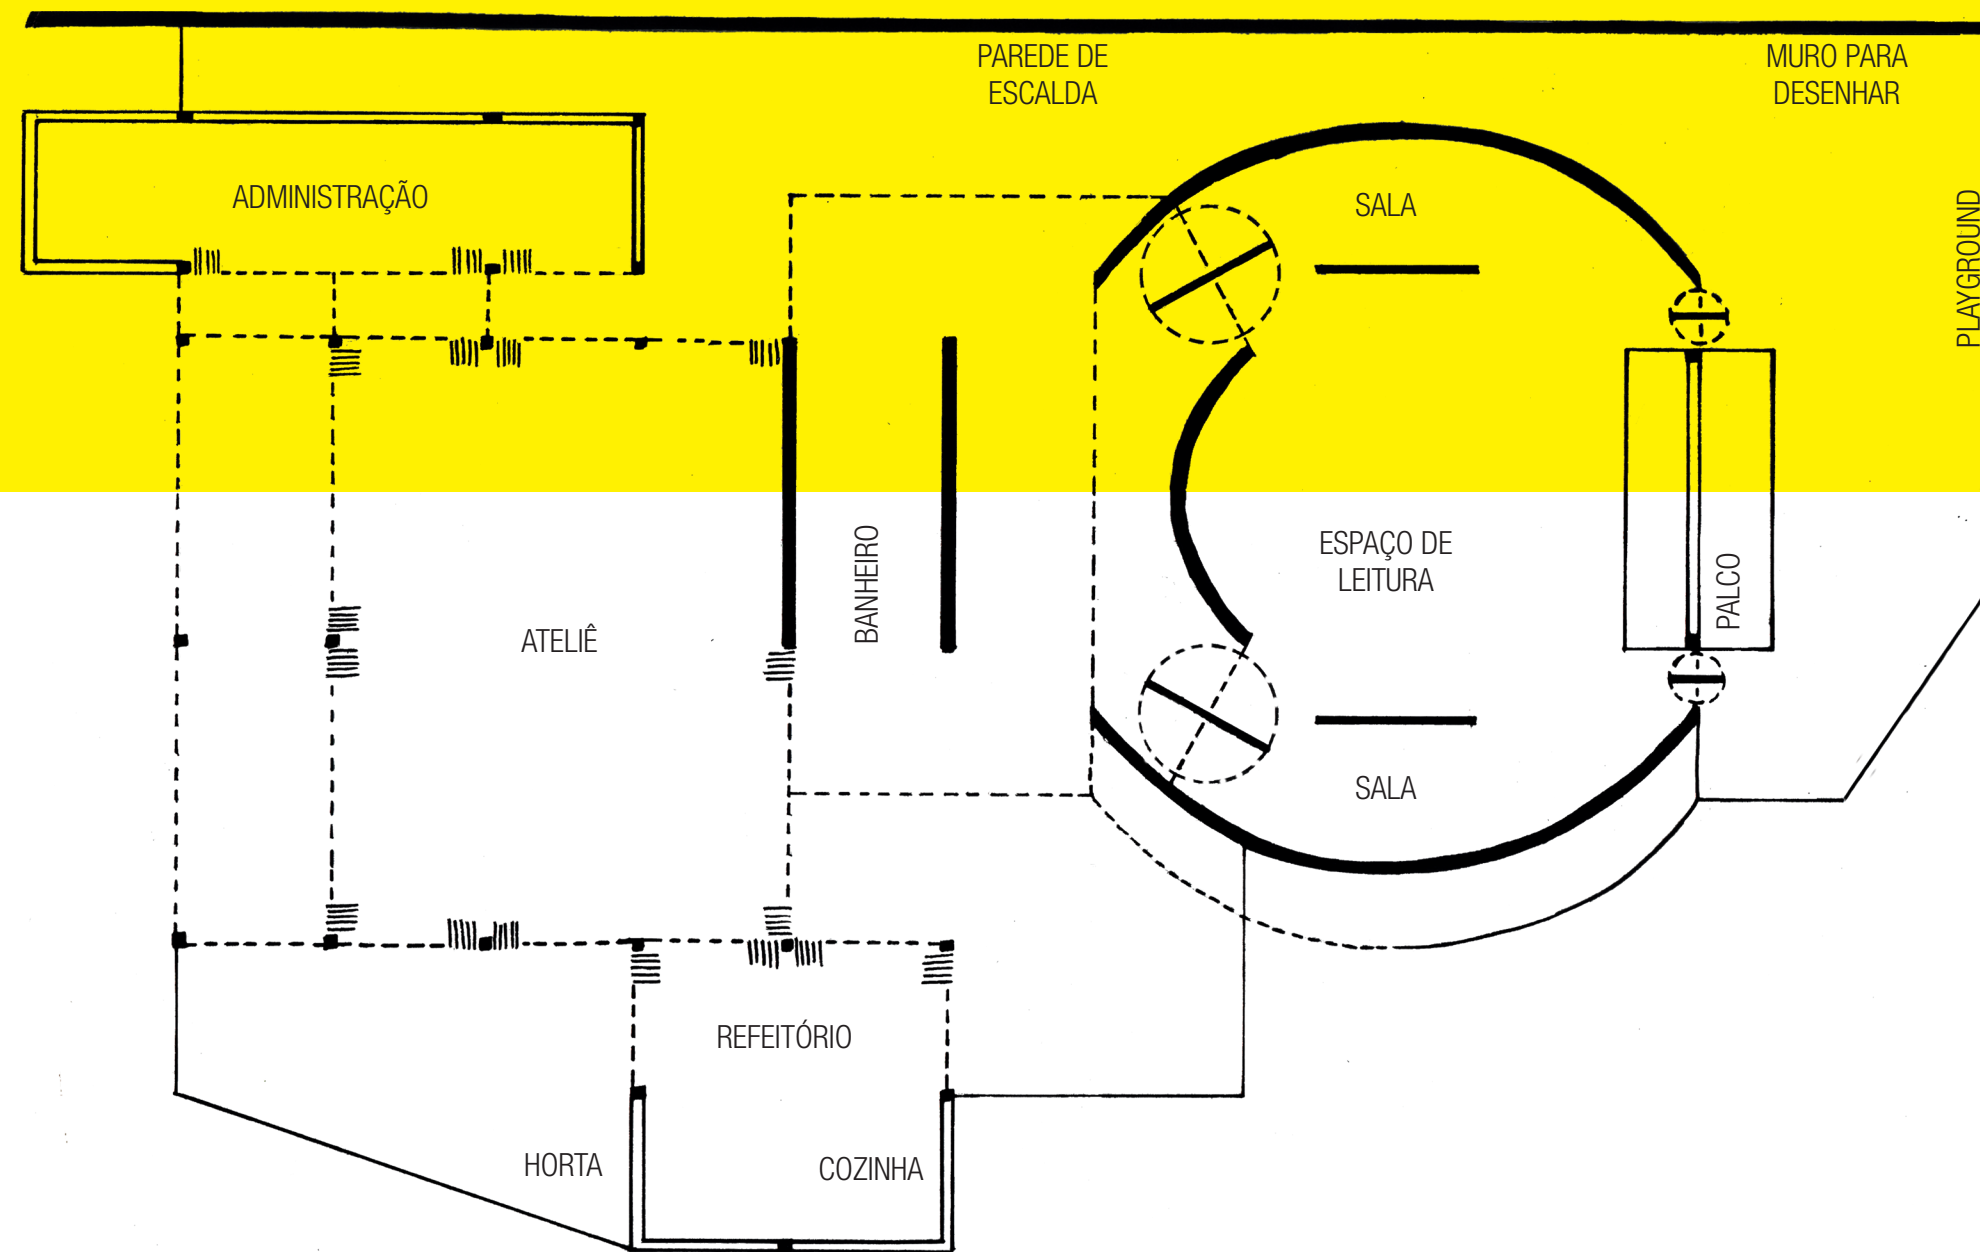 PAREDE DE
ESCALDA
MURO PARA
DESENHAR
ADMINISTRAÇÃO
SALA
PLAYGROUND
BANHEIRO
ESPAÇO DE
LEITURA
PALCO
ATELIÊ
SALA
REFEITÓRIO
HORTA
COZINHA